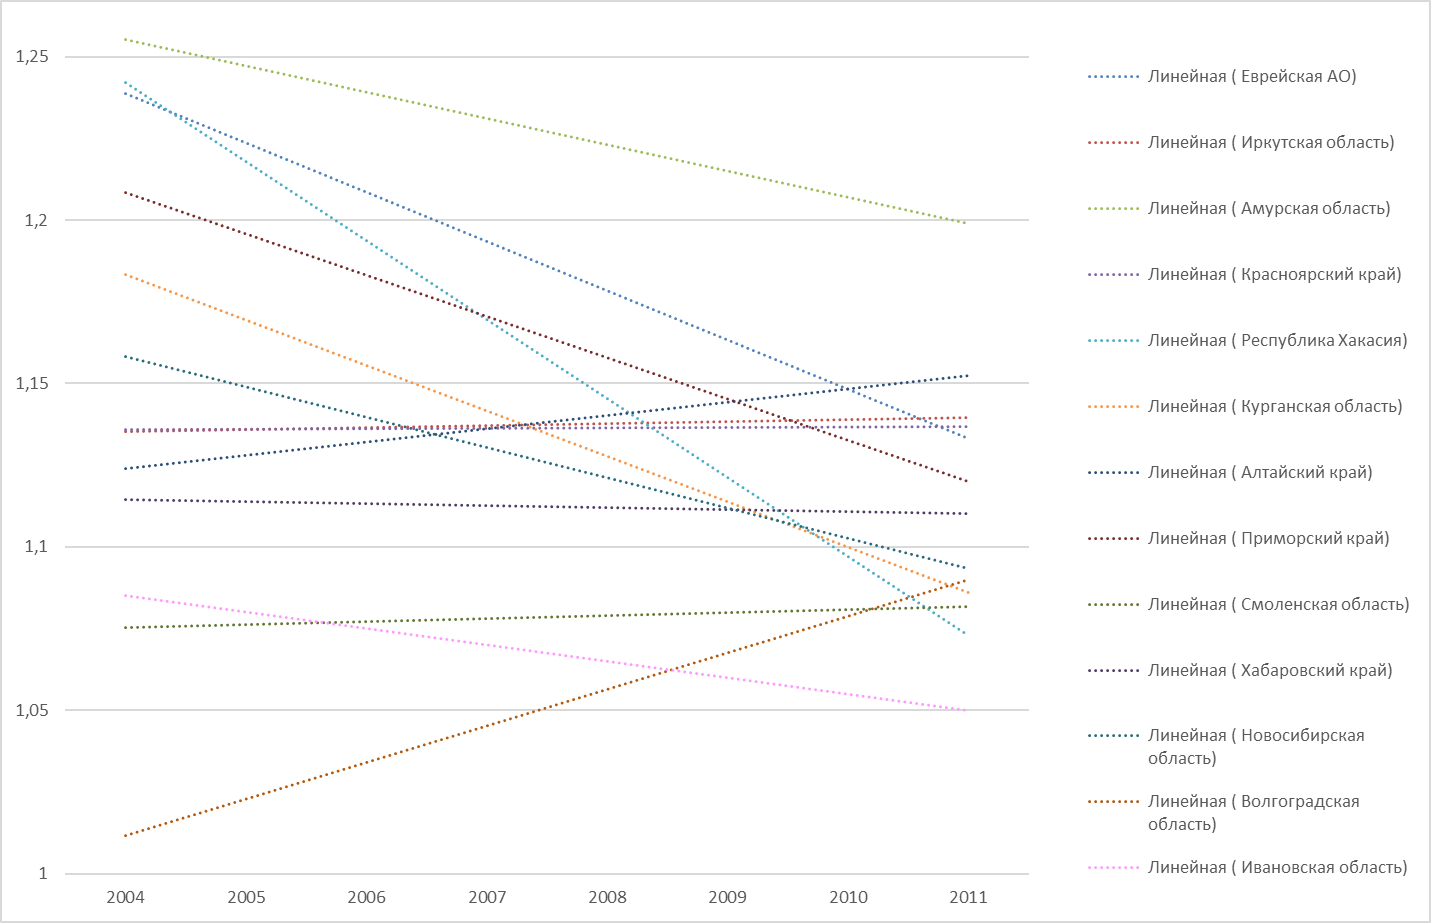 1,25
1,2
1,15
1,1
1,05
1
2004 2005 2006 2007 2008 2009 2010 2011
Линейная ( Еврейская АО)
Линейная ( Иркутская область)
Линейная ( Амурская область)
Линейная ( Красноярский край)
Линейная ( Республика Хакасия)
Линейная ( Курганская область)
Линейная ( Алтайский край)
Линейная ( Приморский край)
Линейная ( Смоленская область)
Линейная ( Хабаровский край)
Линейная ( Новосибирская
область)
Линейная ( Волгоградская
область)
Линейная ( Ивановская область)